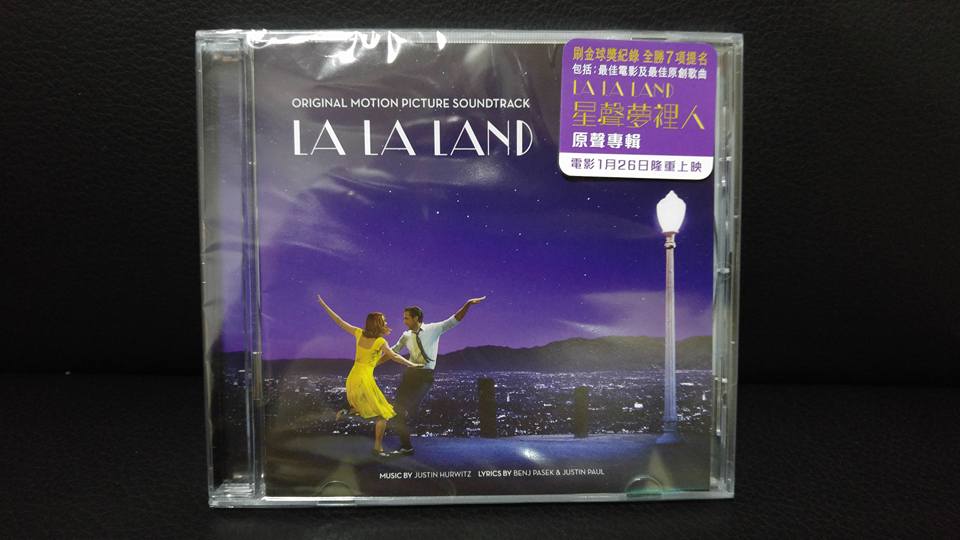 ORIGINAL MOTION PICTURE SOUNDTRACK
LA LA LAND
刷金球獎紀錄 全勝7項提名
包括：最佳電影及最佳原創歌曲
LA LA LAND
星聲夢裡人
原聲專輯
電影1月26日隆重上映
MUSIC BY JUSTIN HURWITZ LYRICS BY BENJ PASEK & JUSTIN PAUL